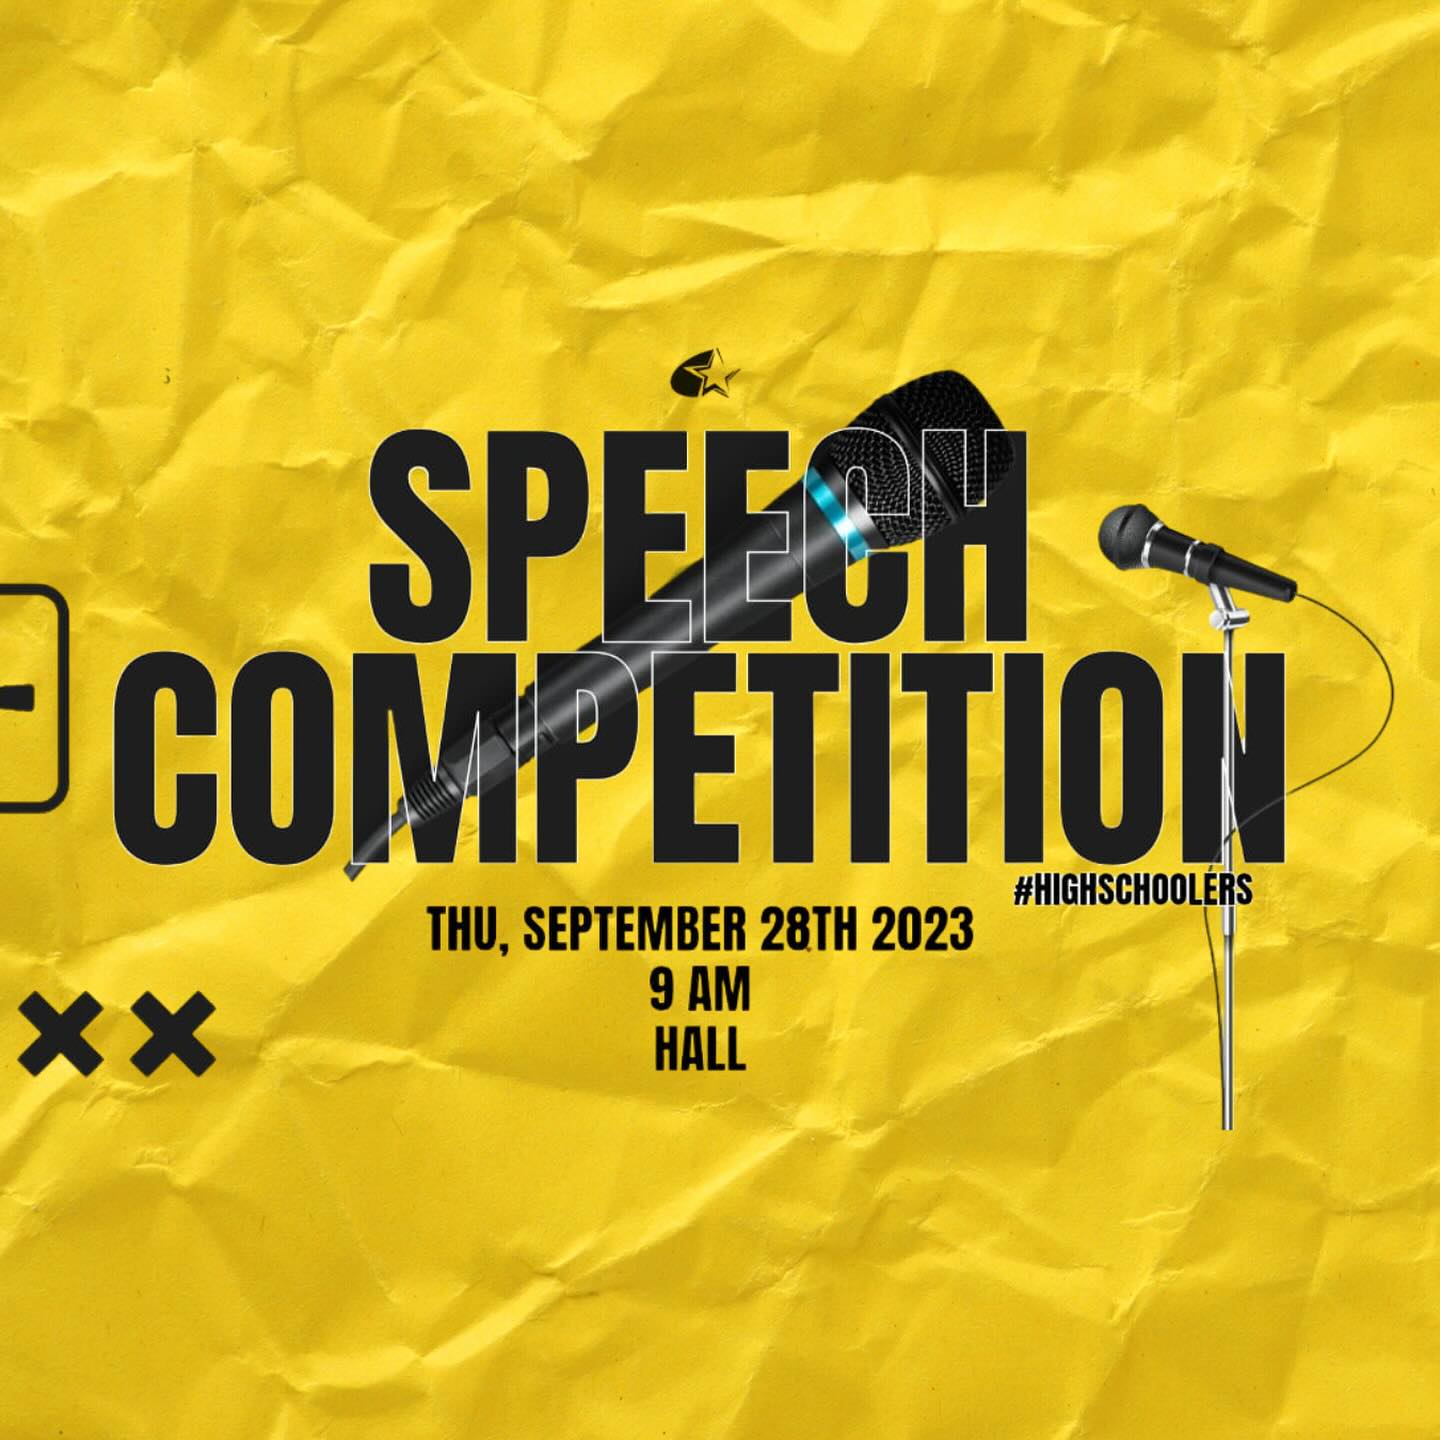 SPEECH
COMPETITION
#HIGHSCHOOLERS
THU, SEPTEMBER 28TH 2023
9 AM
HALL